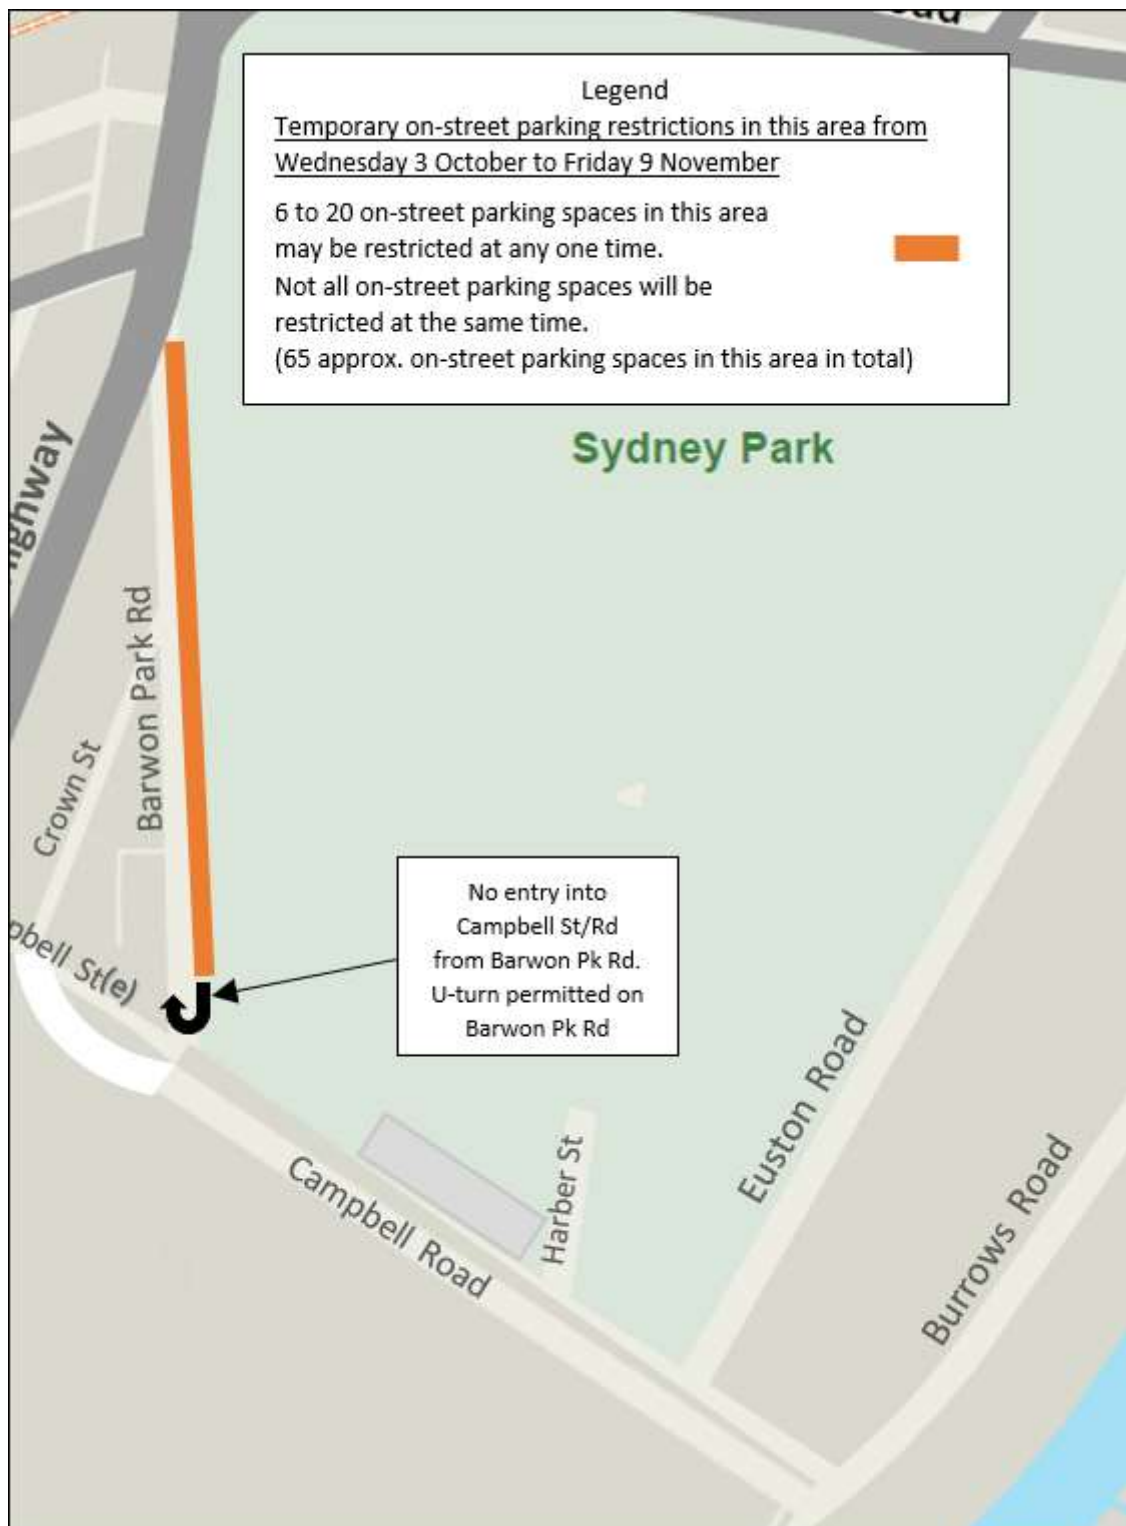 oad
Legend
Temporary on-street parking restrictions in this area from
Wednesday 3 October to Friday 9 November
6 to 20 on-street parking spaces in this area
may be restricted at any one time.
Not all on-street parking spaces will be
restricted at the same time.
(65 approx. on-street parking spaces in this area in total)
Sydney Park
ighway
Barwon Park Rd
Crown St
No entry into
Campbell St/Rd
from Barwon Pk Rd.
U-turn permitted on
Barwon Pk Rd
pbell St(e)
Campbell Road
Harber St
Euston Road
Burrows Road